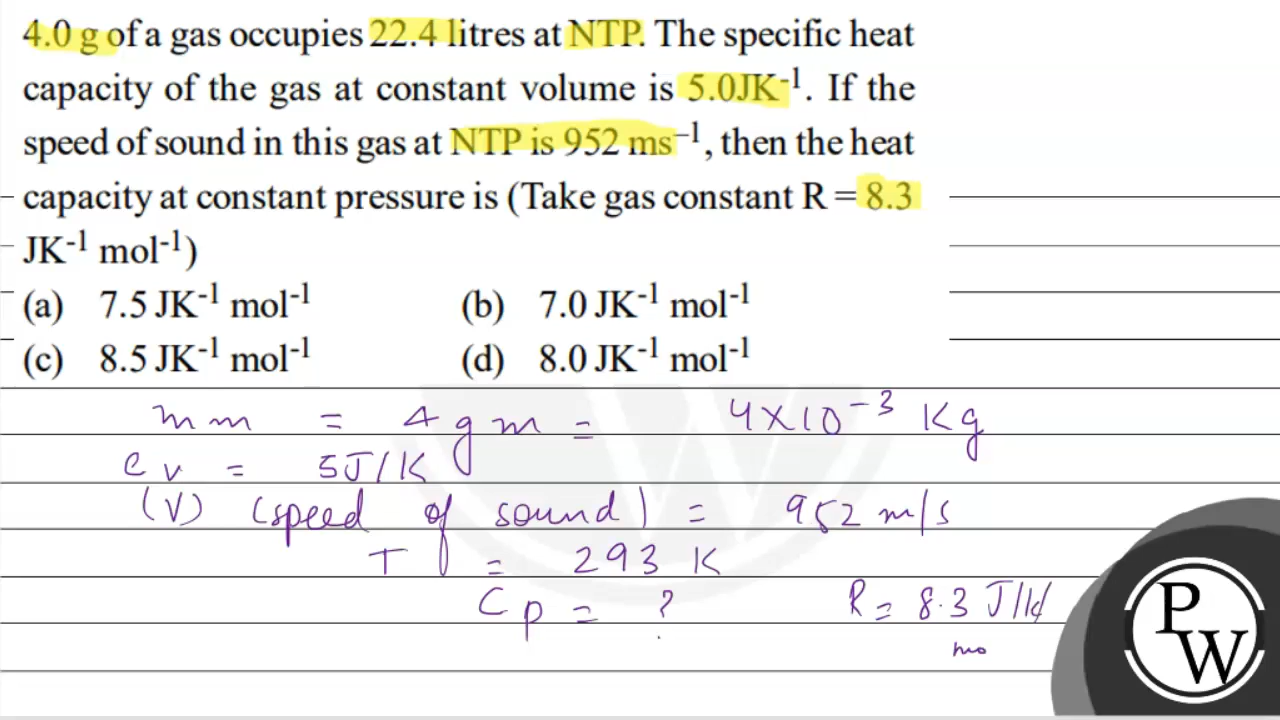 4.0 g of a gas occupies 22.4 litres at NTP. The specific heat
capacity of the gas at constant volume is 5.0JK⁻¹. If the
speed of sound in this gas at NTP is 952 ms⁻¹, then the heat
capacity at constant pressure is (Take gas constant R = 8.3
JK⁻¹ mol⁻¹)
(a) 7.5 JK⁻¹ mol⁻¹ (b) 7.0 JK⁻¹ mol⁻¹
(c) 8.5 JK⁻¹ mol⁻¹ (d) 8.0 JK⁻¹ mol⁻¹
mm = 4 gm = 4×10⁻³ Kg
Cv = 5J/K
(V) (speed of sound) = 952 m/s
T = 293 K
Cp = ? R = 8.3 J/K/
mo
P
W